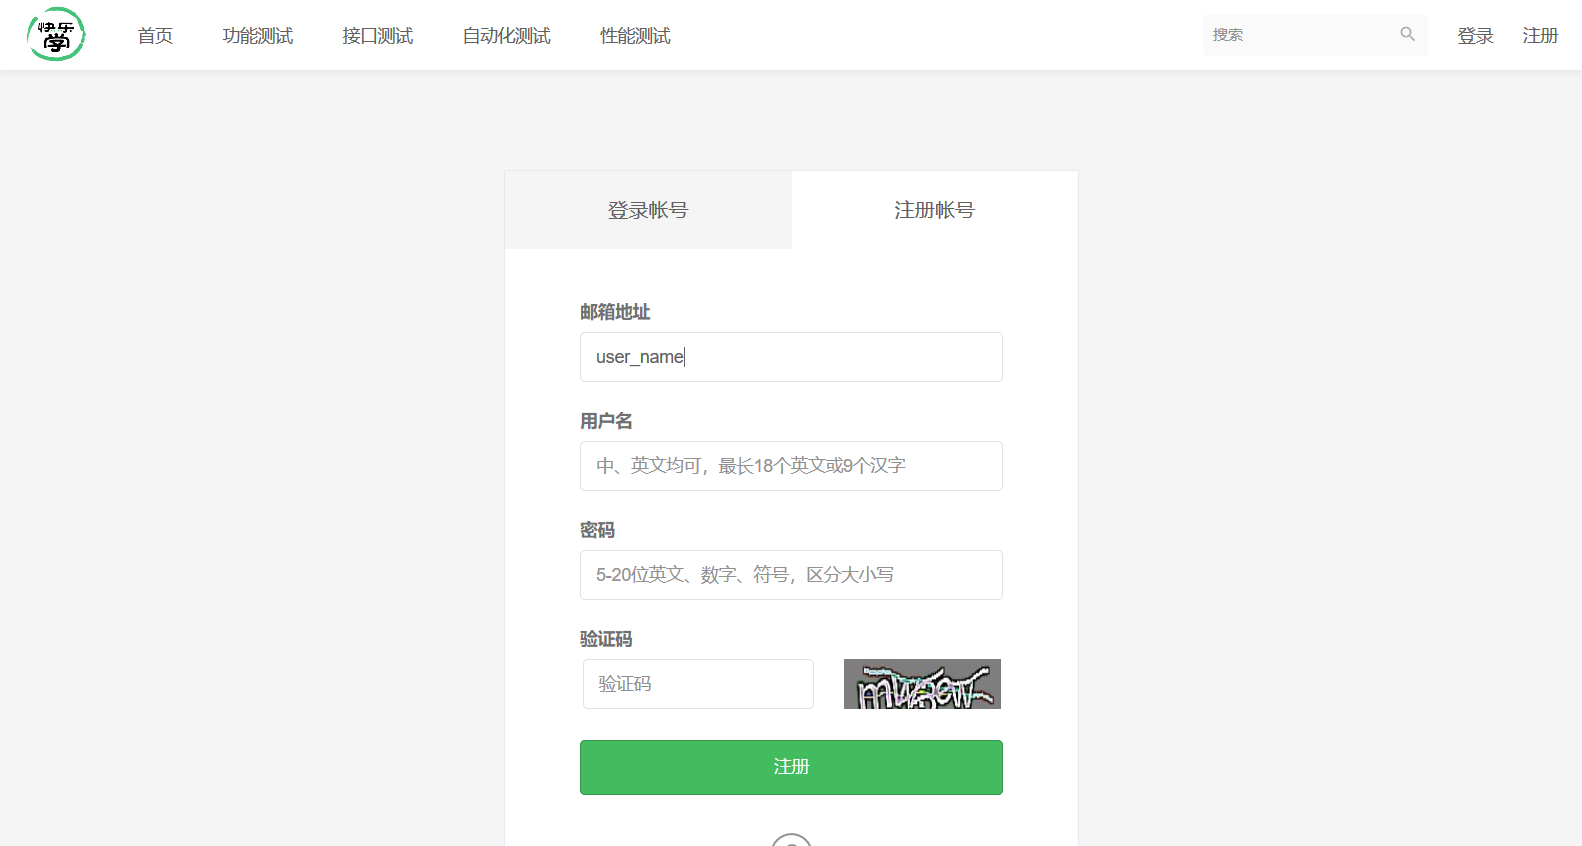 快乐
学
首页 功能测试 接口测试 自动化测试 性能测试 搜索 登录 注册
登录帐号 注册帐号
邮箱地址
user_name
用户名
中、英文均可，最长18个英文或9个汉字
密码
5-20位英文、数字、符号，区分大小写
验证码
验证码
注册